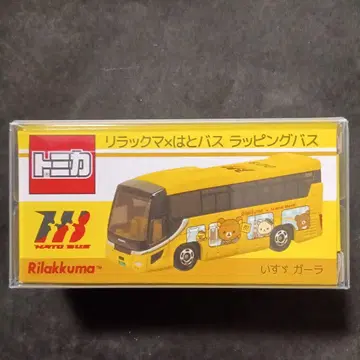 リラックマ×はとバス ラッピングバス
トミカ
HATO BUS
Rilakkuma™
いすゞ ガーラ